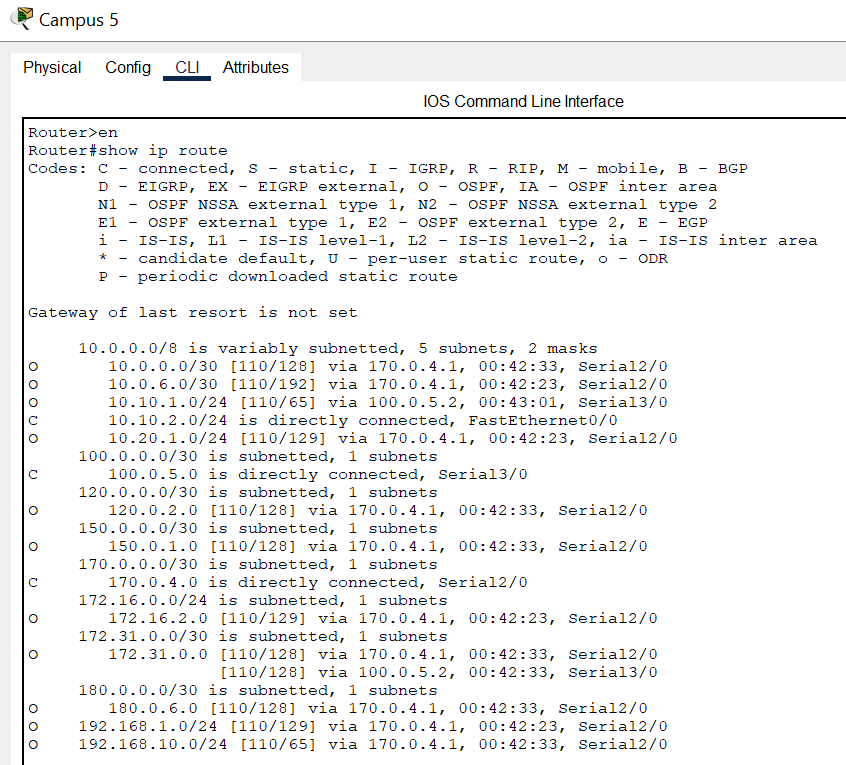 Campus 5
Physical Config CLI Attributes
IOS Command Line Interface
Router>en
Router#show ip route
Codes: C - connected, S - static, I - IGRP, R - RIP, M - mobile, B - BGP
D - EIGRP, EX - EIGRP external, O - OSPF, IA - OSPF inter area
N1 - OSPF NSSA external type 1, N2 - OSPF NSSA external type 2
E1 - OSPF external type 1, E2 - OSPF external type 2, E - EGP
i - IS-IS, L1 - IS-IS level-1, L2 - IS-IS level-2, ia - IS-IS inter area
* - candidate default, U - per-user static route, o - ODR
P - periodic downloaded static route
Gateway of last resort is not set
10.0.0.0/8 is variably subnetted, 5 subnets, 2 masks
O 10.0.0.0/30 [110/128] via 170.0.4.1, 00:42:33, Serial2/0
O 10.0.6.0/30 [110/192] via 170.0.4.1, 00:42:23, Serial2/0
O 10.10.1.0/24 [110/65] via 100.0.5.2, 00:43:01, Serial3/0
C 10.10.2.0/24 is directly connected, FastEthernet0/0
O 10.20.1.0/24 [110/129] via 170.0.4.1, 00:42:23, Serial2/0
100.0.0.0/30 is subnetted, 1 subnets
C 100.0.5.0 is directly connected, Serial3/0
120.0.0.0/30 is subnetted, 1 subnets
O 120.0.2.0 [110/128] via 170.0.4.1, 00:42:33, Serial2/0
150.0.0.0/30 is subnetted, 1 subnets
O 150.0.1.0 [110/128] via 170.0.4.1, 00:42:33, Serial2/0
170.0.0.0/30 is subnetted, 1 subnets
C 170.0.4.0 is directly connected, Serial2/0
172.16.0.0/24 is subnetted, 1 subnets
O 172.16.2.0 [110/129] via 170.0.4.1, 00:42:23, Serial2/0
172.31.0.0/30 is subnetted, 1 subnets
O 172.31.0.0 [110/128] via 170.0.4.1, 00:42:33, Serial2/0
[110/128] via 100.0.5.2, 00:42:33, Serial3/0
180.0.0.0/30 is subnetted, 1 subnets
O 180.0.6.0 [110/128] via 170.0.4.1, 00:42:33, Serial2/0
O 192.168.1.0/24 [110/129] via 170.0.4.1, 00:42:23, Serial2/0
O 192.168.10.0/24 [110/65] via 170.0.4.1, 00:42:33, Serial2/0